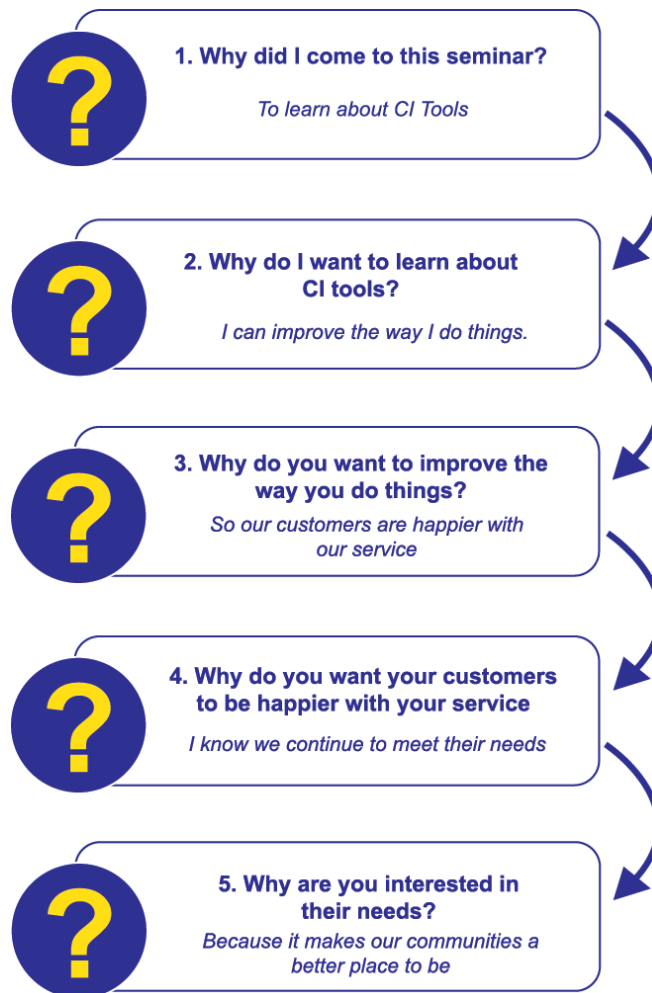 ?
1. Why did I come to this seminar?
To learn about CI Tools
?
2. Why do I want to learn about
CI tools?
I can improve the way I do things.
?
3. Why do you want to improve the
way you do things?
So our customers are happier with
our service
?
4. Why do you want your customers
to be happier with your service
I know we continue to meet their needs
?
5. Why are you interested in
their needs?
Because it makes our communities a
better place to be